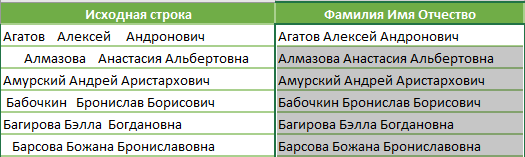 Исходная строка Фамилия Имя Отчество
Агатов   Алексей    Андронович Агатов Алексей Андронович
Алмазова   Анастасия Альбертовна Алмазова Анастасия Альбертовна
Амурский Андрей Аристархович Амурский Андрей Аристархович
Бабочкин   Бронислав Борисович Бабочкин Бронислав Борисович
Багирова Бэлла  Богдановна Багирова Бэлла Богдановна
Барсова Божана Брониславовна Барсова Божана Брониславовна